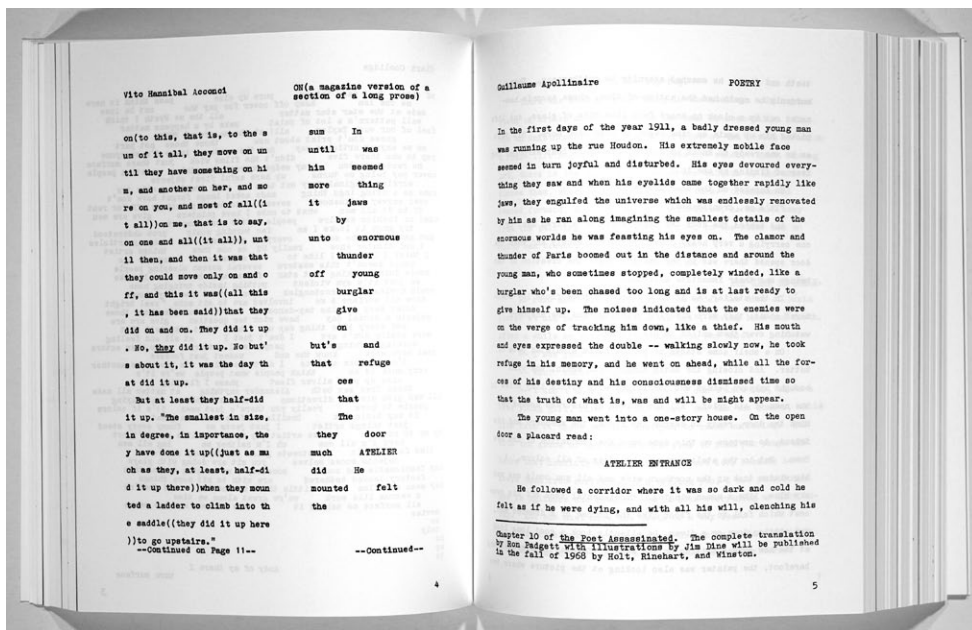 Vito Hannibal Acconci
ON(a magazine version of a
section of a long prose)
on(to this, that is, to the s sum In
um of it all, they move on un until was
til they have something on hi him seemed
m, and another on her, and mo more thing
re on you, and most of all((i it jaws
t all))on me, that is to say, by
on one and all((it all)), unt unto enormous
il then, and then it was that thunder
they could move only on and o off young
ff, and this it was((all this burglar
, it has been said))that they give
did on and on. They did it up on
. No, they did it up. No but' but's and
s about it, it was the day th that refuge
at did it up. ces
But at least they half-did that
it up. "The smallest in size, The
in degree, in importance, the they door
y have done it up((just as mu much ATELIER
ch as they, at least, half-di did He
d it up there))when they moun mounted felt
ted a ladder to climb into th the
e saddle((they did it up here
))to go upstairs."
--Continued on Page 11-- --Continued--
4
Guillaume Apollinaire POETRY
In the first days of the year 1911, a badly dressed young man
was running up the rue Houdon. His extremely mobile face
seemed in turn joyful and disturbed. His eyes devoured every-
thing they saw and when his eyelids came together rapidly like
jaws, they engulfed the universe which was endlessly renovated
by him as he ran along imagining the smallest details of the
enormous worlds he was feasting his eyes on. The clamor and
thunder of Paris boomed out in the distance and around the
young man, who sometimes stopped, completely winded, like a
burglar who's been chased too long and is at last ready to
give himself up. The noises indicated that the enemies were
on the verge of tracking him down, like a thief. His mouth
and eyes expressed the double -- walking slowly now, he took
refuge in his memory, and he went on ahead, while all the for-
ces of his destiny and his consciousness dismissed time so
that the truth of what is, was and will be might appear.
The young man went into a one-story house. On the open
door a placard read:
ATELIER ENTRANCE
He followed a corridor where it was so dark and cold he
felt as if he were dying, and with all his will, clenching his
Chapter 10 of the Poet Assassinated. The complete translation
by Ron Padgett with illustrations by Jim Dine will be published
in the fall of 1968 by Holt, Rinehart, and Winston.
5